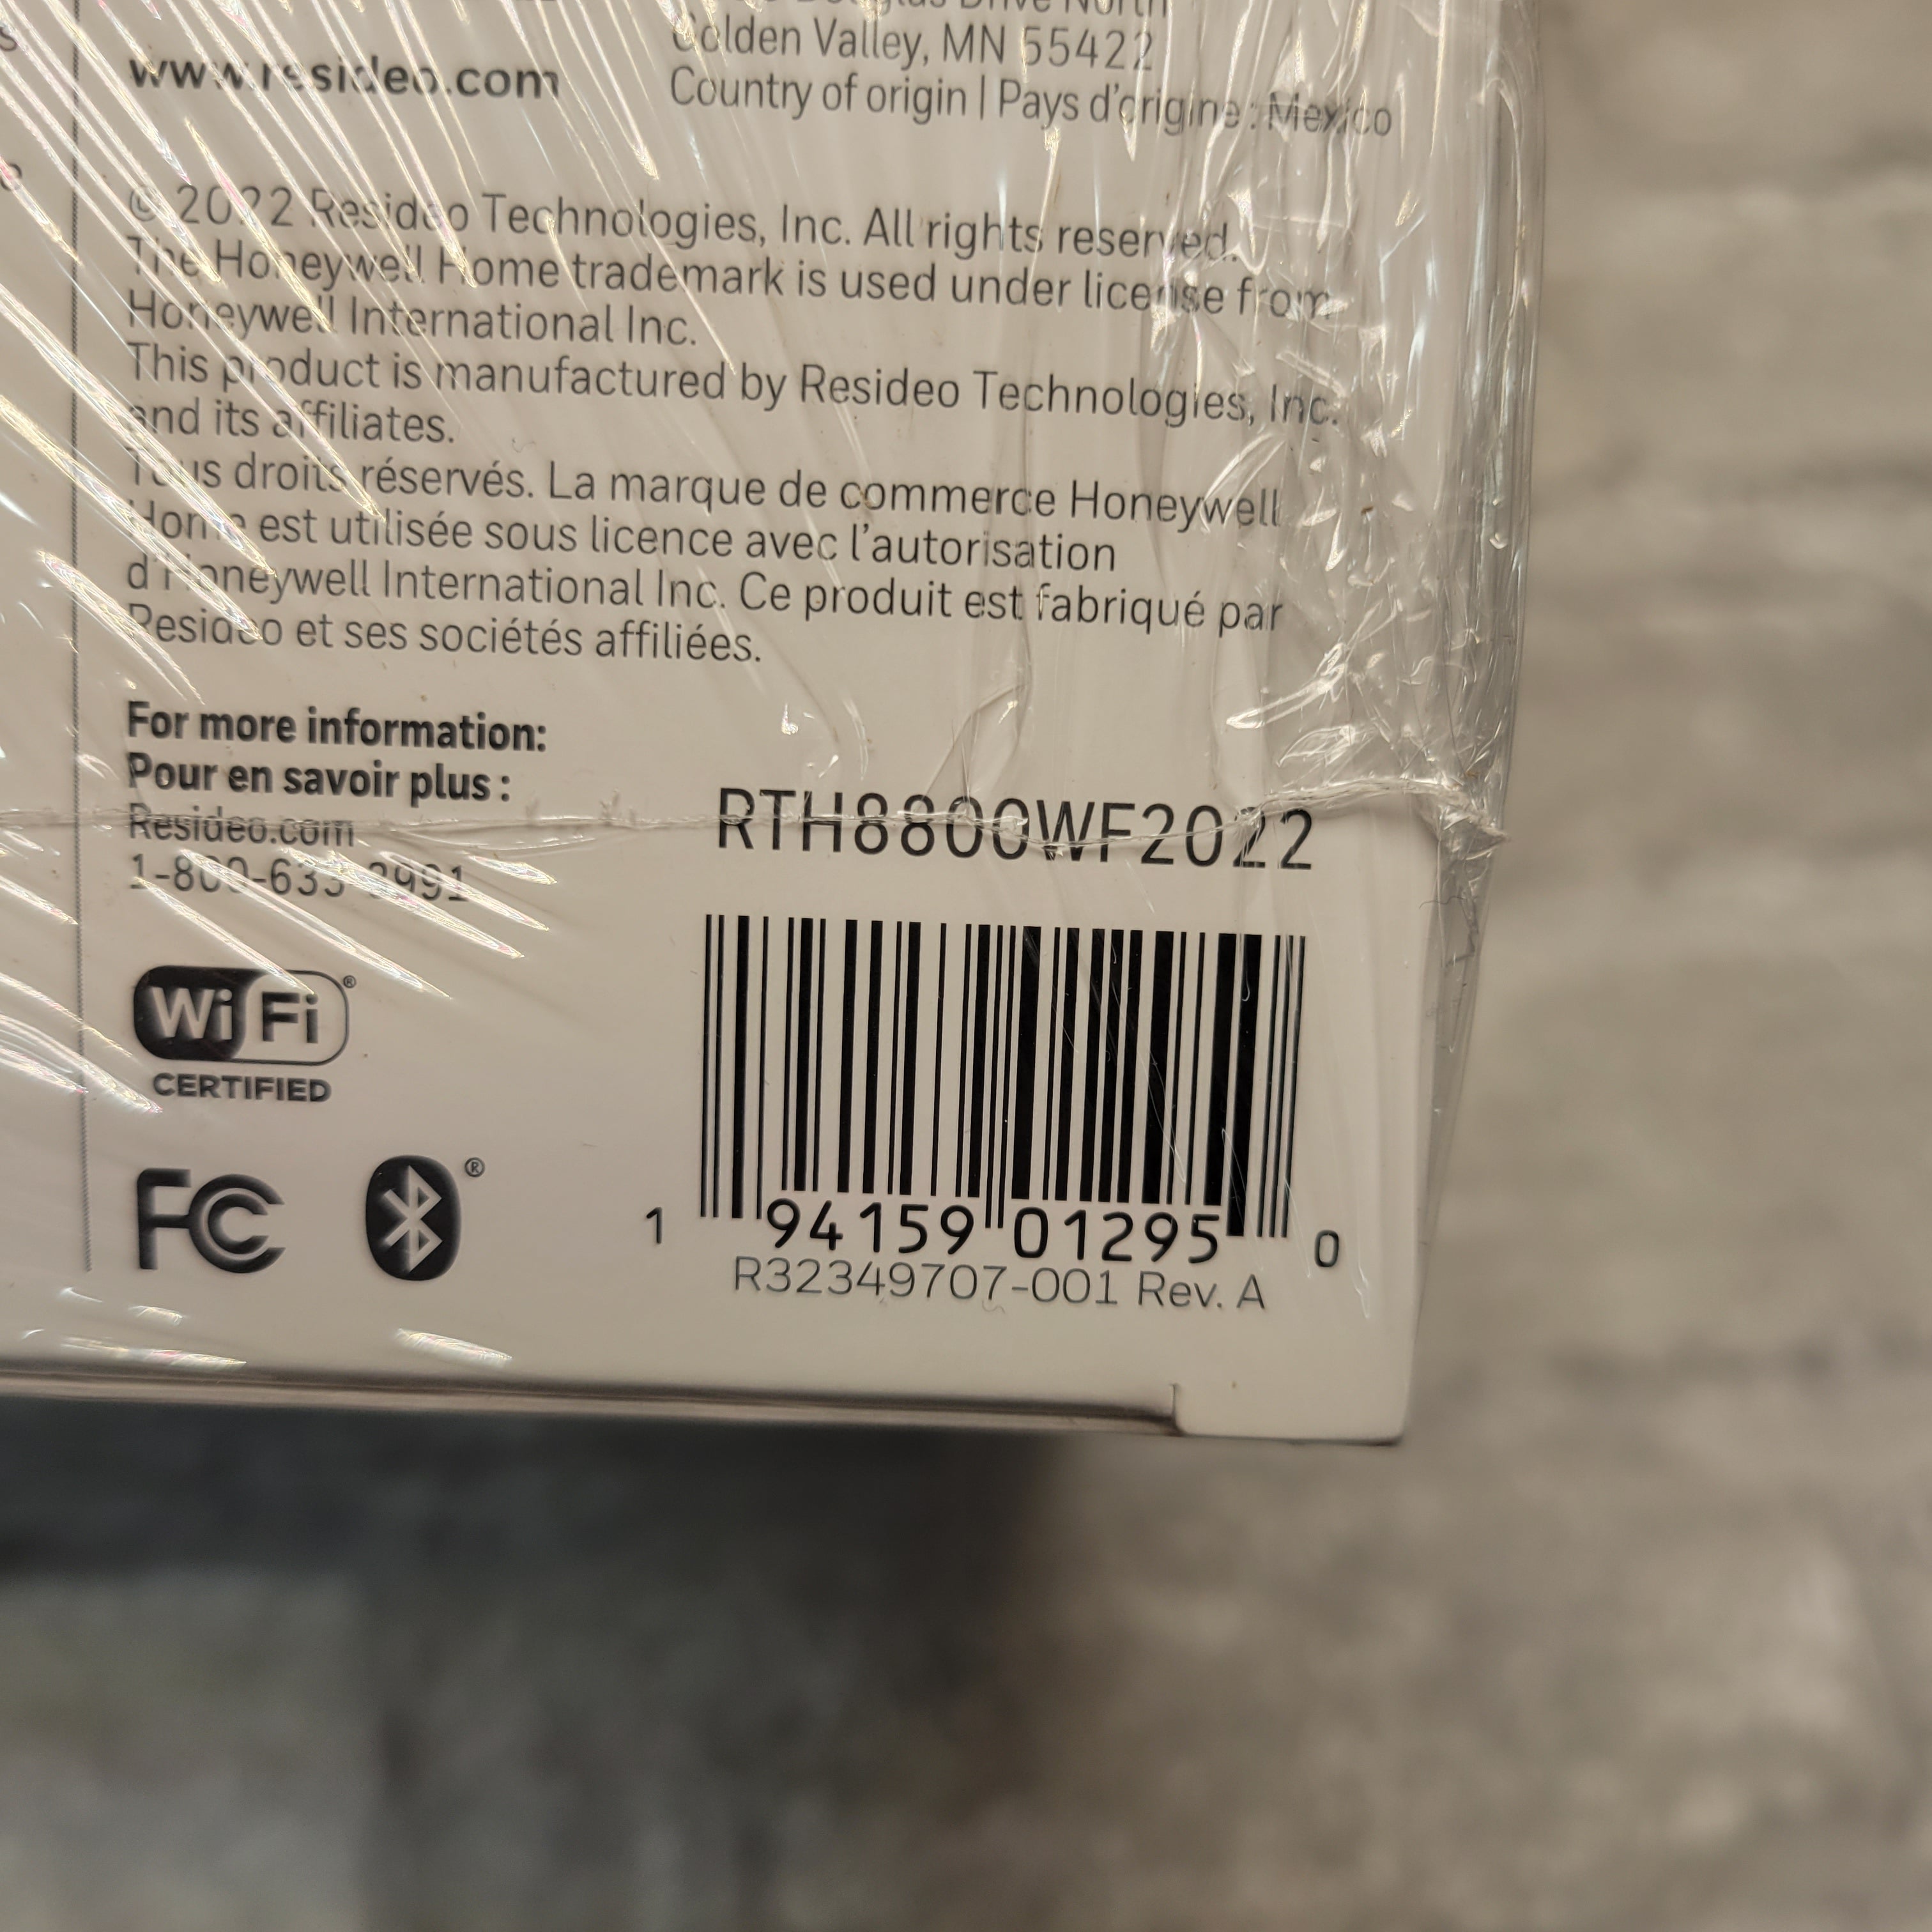 www.resideo.com
Drive North
Golden Valley, MN 55422
Country of origin | Pays d'origine : Mexico
© 2022 Resideo Technologies, Inc. All rights reserved.
The Honeywell Home trademark is used under license from
Honeywell International Inc.
This product is manufactured by Resideo Technologies, Inc.
and its affiliates.
Tous droits réservés. La marque de commerce Honeywell
Home est utilisée sous licence avec l'autorisation
d'Honeywell International Inc. Ce produit est fabriqué par
Resideo et ses sociétés affiliées.
For more information:
Pour en savoir plus :
Resideo.com
RTH8800WF2022
Wi Fi ®
CERTIFIED
FC ®
1 94159 01295 0
R32349707-001 Rev. A